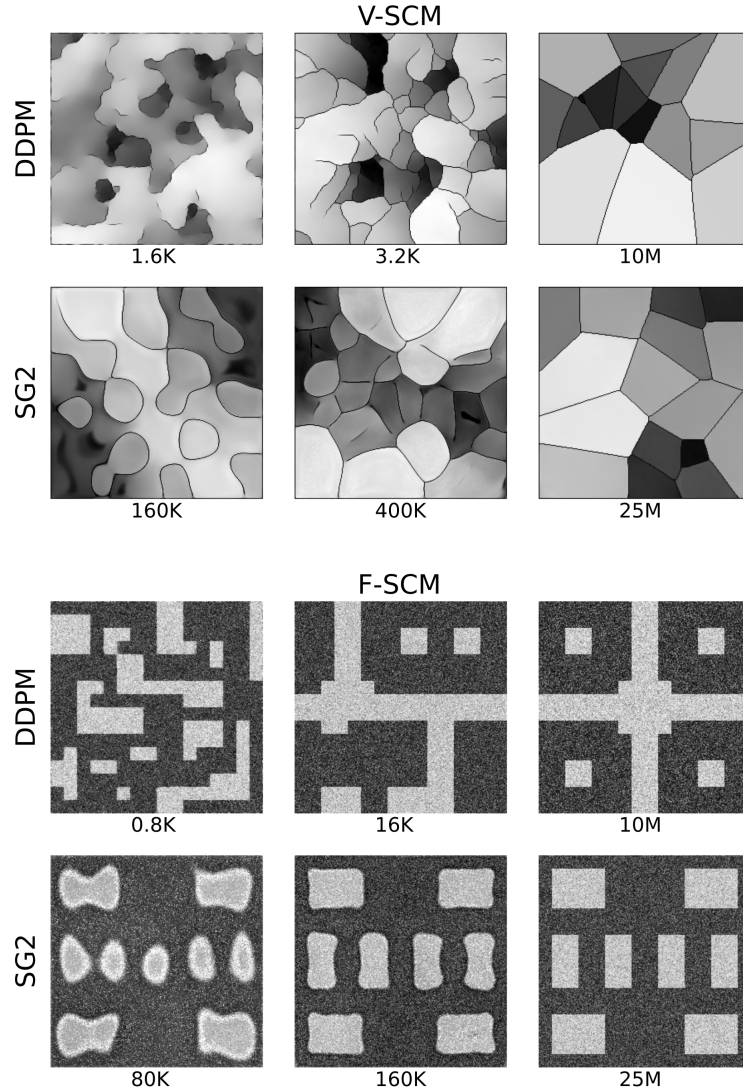 V-SCM
DDPM
1.6K
3.2K
10M
SG2
160K
400K
25M
F-SCM
DDPM
0.8K
16K
10M
SG2
80K
160K
25M